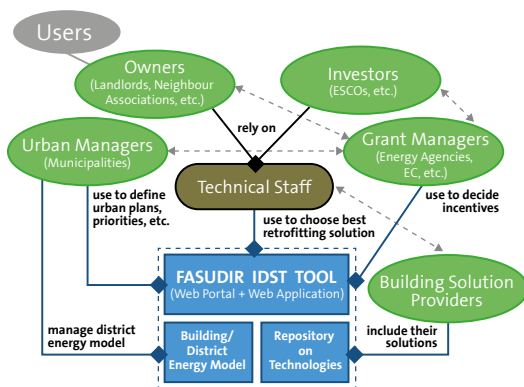 Users
Owners
(Landlords, Neighbour
Associations, etc.)
Investors
(ESCOs, etc.)
rely on
Urban Managers
(Municipalities)
Grant Managers
(Energy Agencies,
EC, etc.)
Technical Staff
use to define
urban plans,
priorities, etc.
use to choose best
retrofitting solution
use to decide
incentives
FASUDIR IDST TOOL
(Web Portal + Web Application)
Building Solution
Providers
manage district
energy model
Building/
District
Energy Model
Repository
on
Technologies
include their
solutions